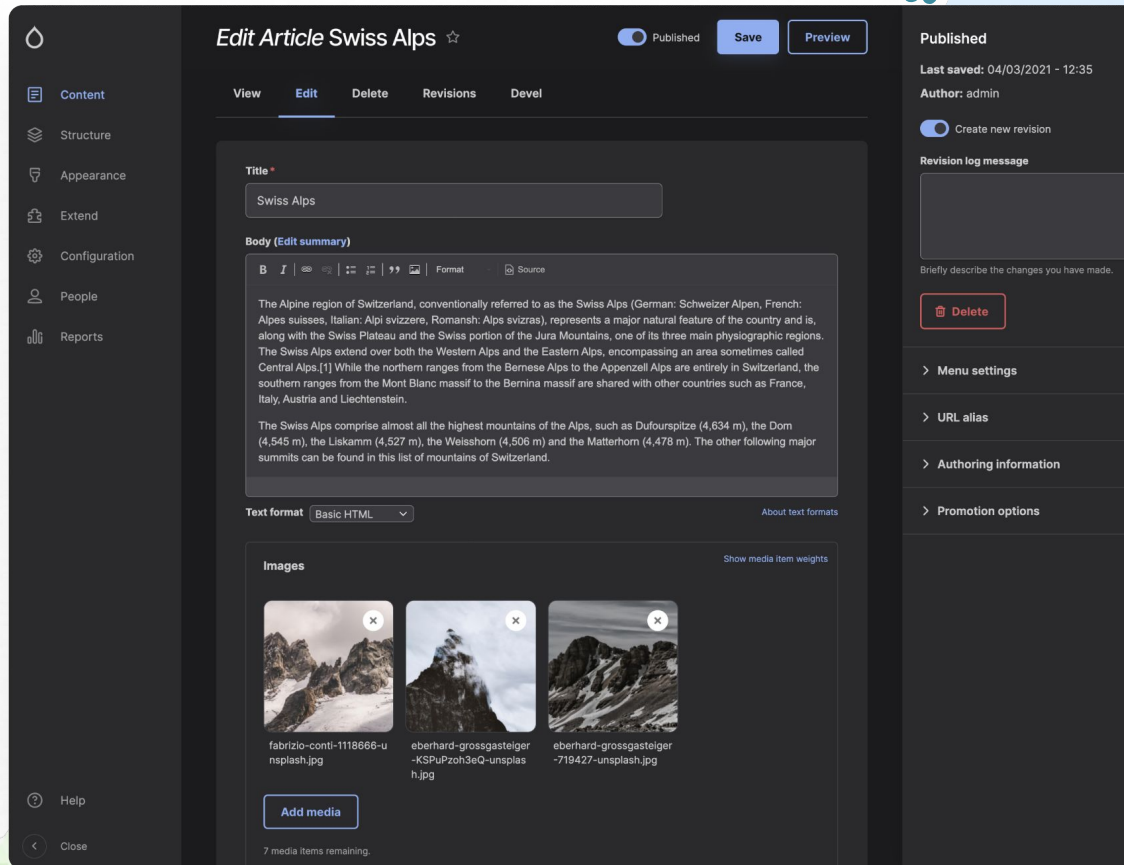 Content
Structure
Appearance
Extend
Configuration
People
Reports
Help
Close
Edit Article Swiss Alps
Published
Save
Preview
View
Edit
Delete
Revisions
Devel
Title*
Swiss Alps
Body (Edit summary)
B I
Format
Source
The Alpine region of Switzerland, conventionally referred to as the Swiss Alps (German: Schweizer Alpen, French:
Alpes suisses, Italian: Alpi svizzere, Romansh: Alps svizras), represents a major natural feature of the country and is,
along with the Swiss Plateau and the Swiss portion of the Jura Mountains, one of its three main physiographic regions.
The Swiss Alps extend over both the Western Alps and the Eastern Alps, encompassing an area sometimes called
Central Alps.[1] While the northern ranges from the Bernese Alps to the Appenzell Alps are entirely in Switzerland, the
southern ranges from the Mont Blanc massif to the Bernina massif are shared with other countries such as France,
Italy, Austria and Liechtenstein.
The Swiss Alps comprise almost all the highest mountains of the Alps, such as Dufourspitze (4,634 m), the Dom
(4,545 m), the Liskamm (4,527 m), the Weisshorn (4,506 m) and the Matterhorn (4,478 m). The other following major
summits can be found in this list of mountains of Switzerland.
Text format
Basic HTML
About text formats
Images
Show media item weights
fabrizio-conti-1118666-u
nsplash.jpg
eberhard-grossgasteiger
-KSPuPzoh3eQ-unsplas
h.jpg
eberhard-grossgasteiger
-719427-unsplash.jpg
Add media
7 media items remaining.
Published
Last saved: 04/03/2021 - 12:35
Author: admin
Create new revision
Revision log message
Briefly describe the changes you have made.
Delete
Menu settings
URL alias
Authoring information
Promotion options